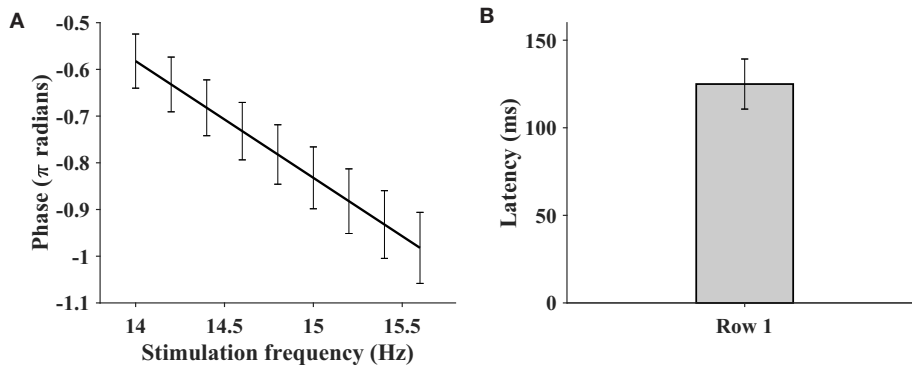 A
-0.5
-0.6
-0.7
-0.8
-0.9
-1
-1.1
Phase (π radians)
14
14.5
15
15.5
Stimulation frequency (Hz)
B
150
100
50
0
Latency (ms)
Row 1